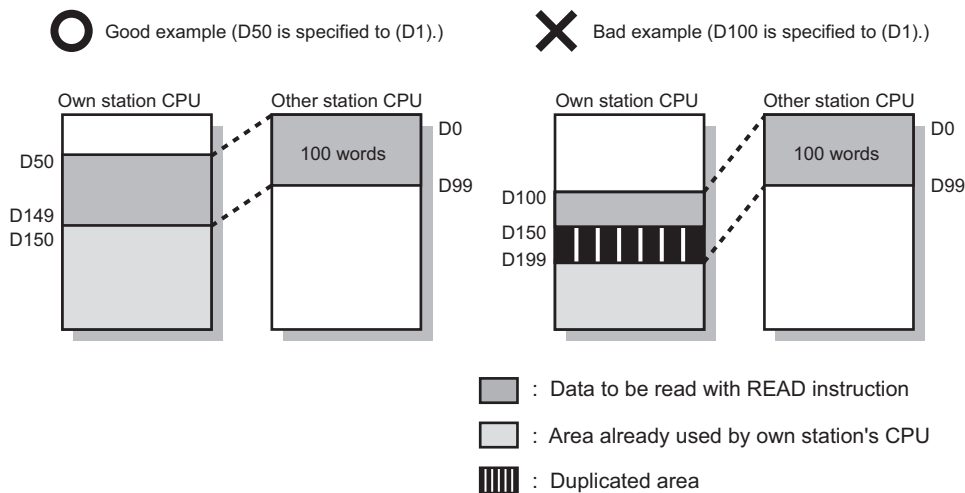 Good example (D50 is specified to (D1).)
Bad example (D100 is specified to (D1).)
Own station CPU
Other station CPU
D50
D149
D150
100 words
D0
D99
Own station CPU
Other station CPU
D100
D150
D199
100 words
D0
D99
: Data to be read with READ instruction
: Area already used by own station's CPU
: Duplicated area